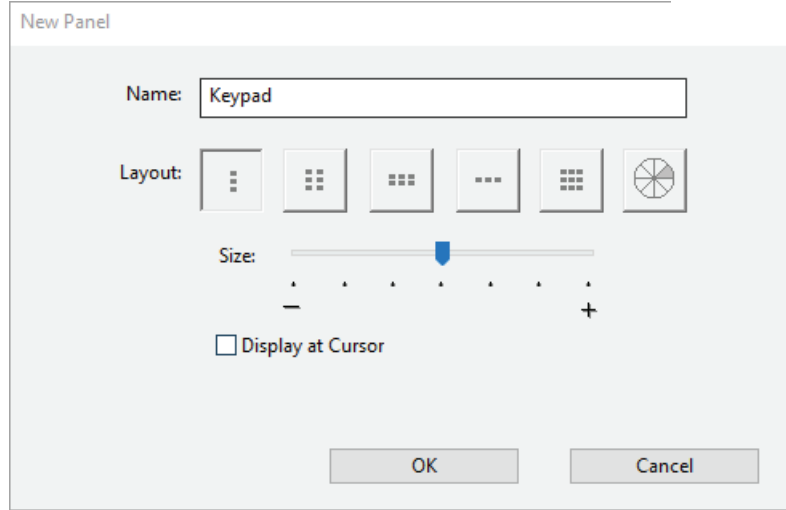 New Panel
Name: Keypad
Layout:
Size:
− +
Display at Cursor
OK Cancel